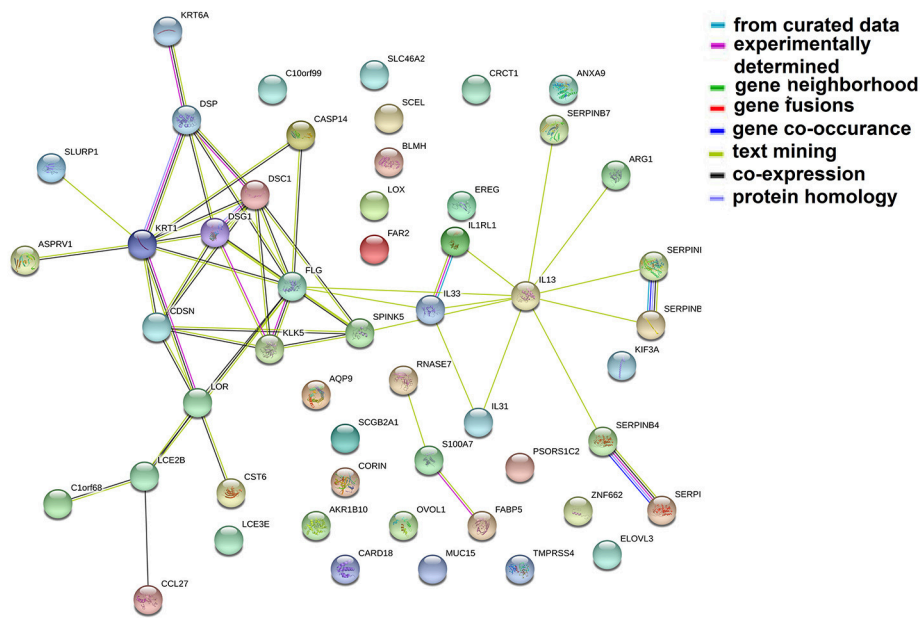 KRT6A
from curated data
experimentally
determined
gene neighborhood
gene fusions
gene co-occurance
text mining
co-expression
protein homology
SLC46A2
C10orf99
CRCT1
ANXA9
DSP
SCEL
CASP14
SERPINB7
BLMH
SLURP1
ARG1
DSC1
LOX
EREG
DSG1
KRT1
FAR2
IL1RL1
ASPRV1
SERPINI
FLG
IL13
IL33
SERPINB
CDSN
SPINK5
KLK5
KIF3A
RNASE7
AQP9
LOR
IL31
SCGB2A1
SERPINB4
S100A7
LCE2B
PSORS1C2
CORIN
C1orf68
CST6
SERPI
ZNF662
AKR1B10
OVOL1
FABP5
LCE3E
ELOVL3
CARD18
MUC15
TMPRSS4
CCL27